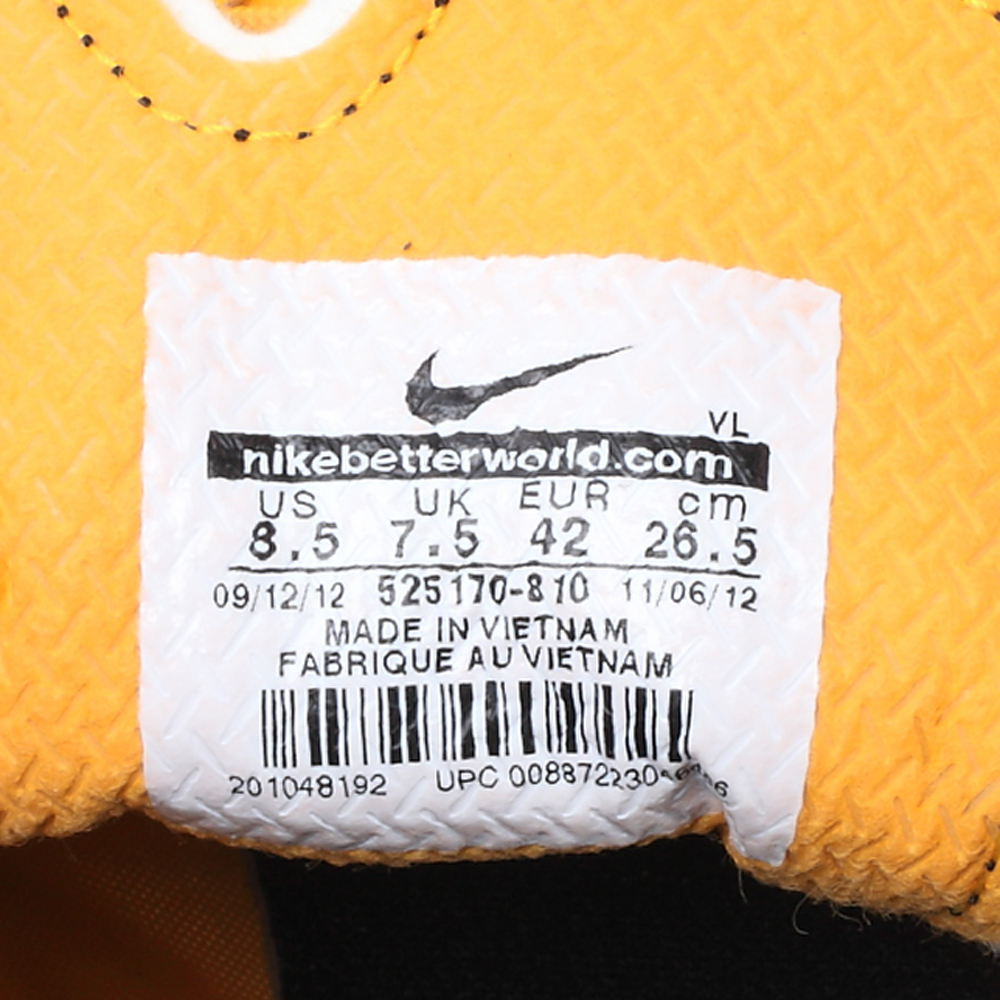 VL
nikebetterworld.com
US UK EUR cm
8.5 7.5 42 26.5
09/12/12 525170-810 11/06/12
MADE IN VIETNAM
FABRIQUE AU VIETNAM
201048192 UPC